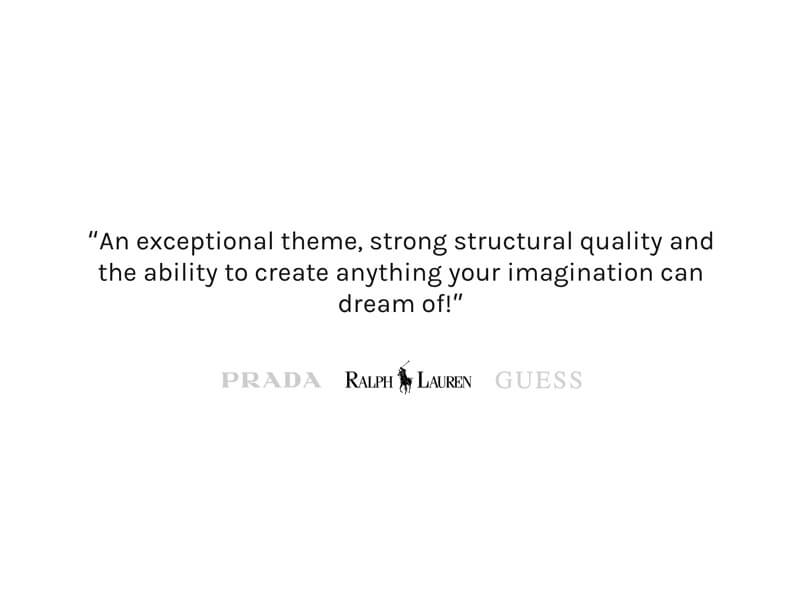 “An exceptional theme, strong structural quality and
the ability to create anything your imagination can
dream of!”
PRADA RALPH LAUREN GUESS